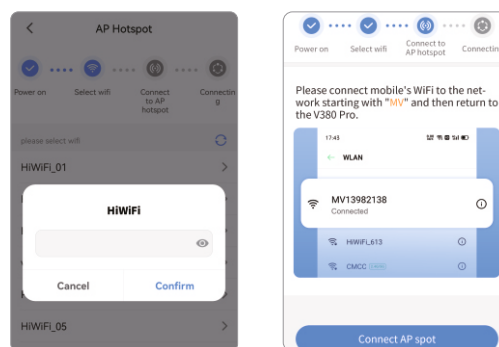 AP Hotspot
Power on
Select wifi
Connect
to AP
hotspot
Connectin
g
please select wifi
HiWiFi_01
HiWiFi
Cancel
Confirm
HiWiFi_05
Power on
Select wifi
Connect to
AP hotspot
Connectin
Please connect mobile's WiFi to the net-
work starting with "MV" and then return to
the V380 Pro.
17:43
WLAN
MV13982138
Connected
HiWiFi_613
CMCC
Connect AP spot